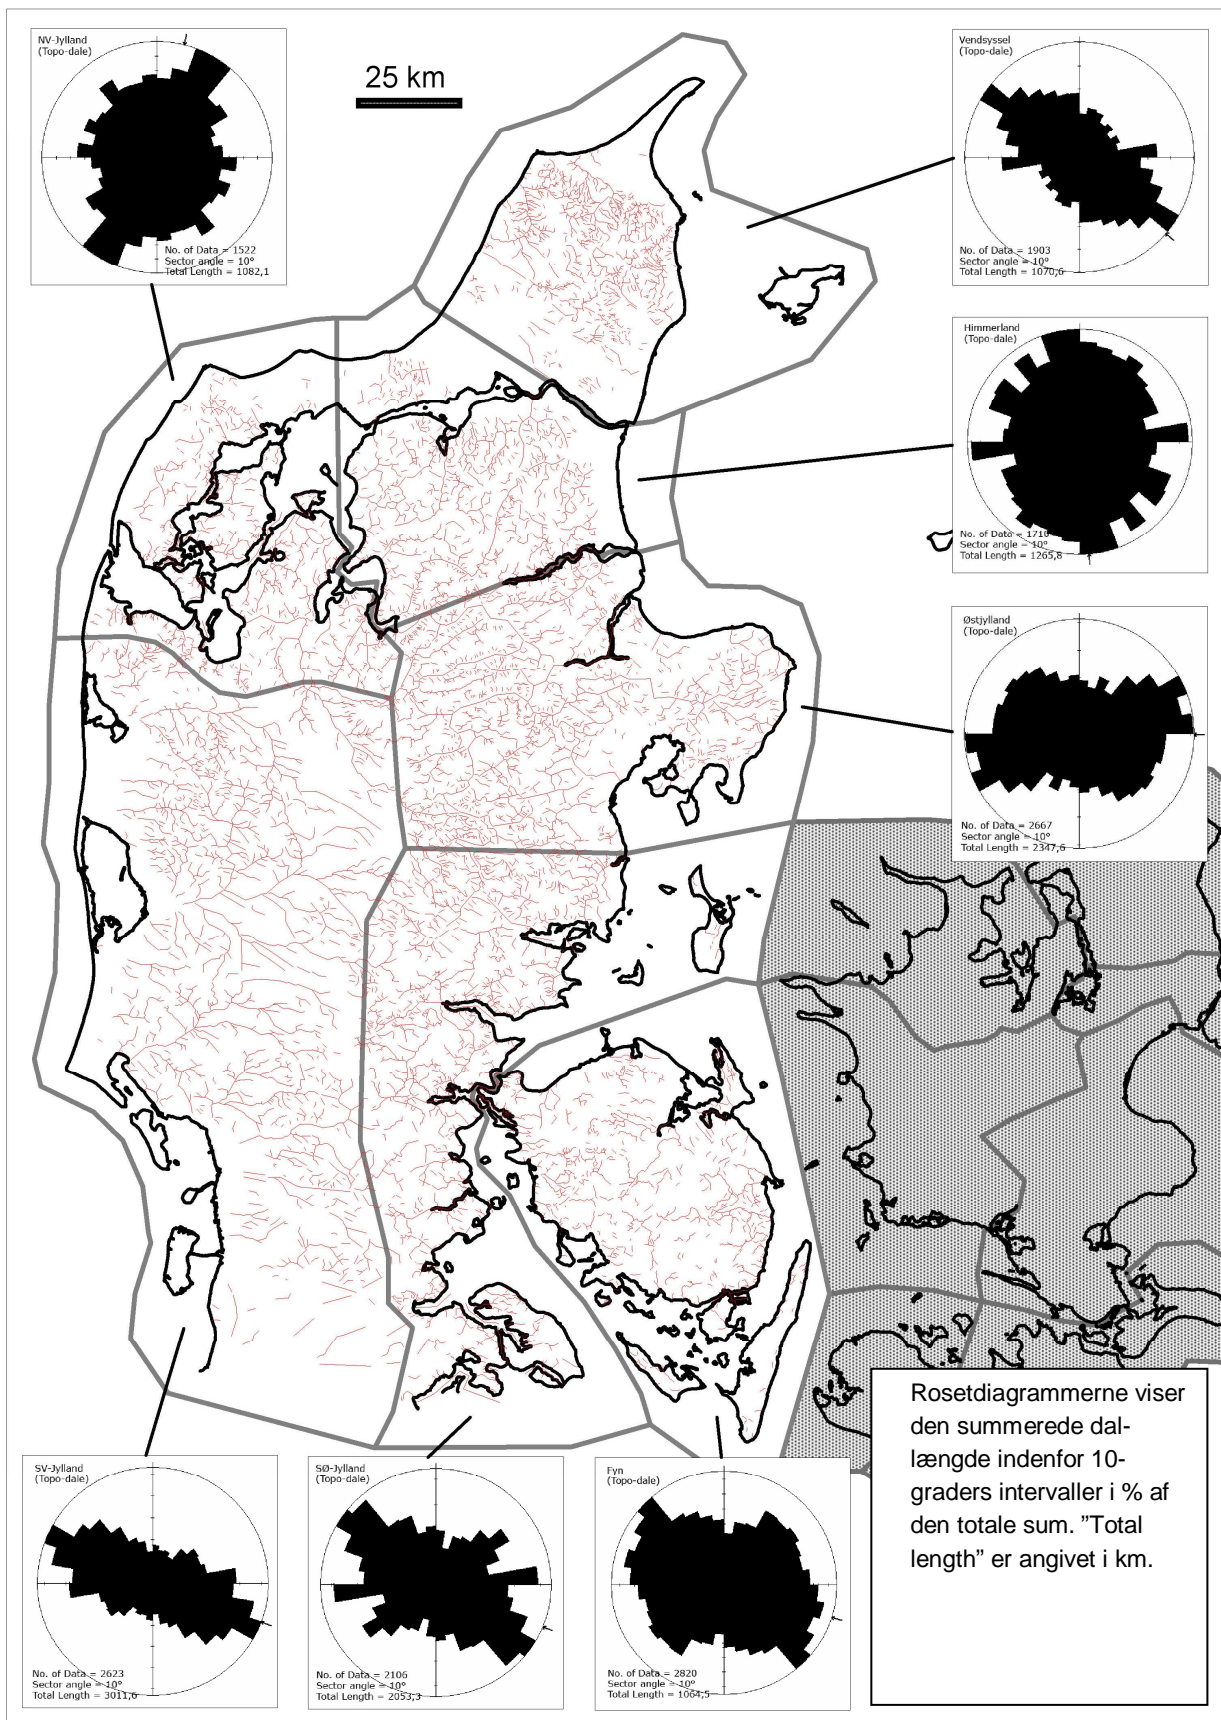 NV-Jylland
(Topo-dale)
No. of Data = 1522
Sector angle = 10°
Total Length = 1082,1
25 km
Vendsyssel
(Topo-dale)
No. of Data = 1903
Sector angle = 10°
Total Length = 1070,6
Himmerland
(Topo-dale)
No. of Data = 1710
Sector angle = 10°
Total Length = 1265,8
Østjylland
(Topo-dale)
No. of Data = 2667
Sector angle = 10°
Total Length = 2347,6
SV-Jylland
(Topo-dale)
No. of Data = 2623
Sector angle = 10°
Total Length = 3011,6
SØ-Jylland
(Topo-dale)
No. of Data = 2106
Sector angle = 10°
Total Length = 2053,3
Fyn
(Topo-dale)
No. of Data = 2820
Sector angle = 10°
Total Length = 1064,5
Rosetdiagrammerne viser
den summerede dal-
længde indenfor 10-
graders intervaller i % af
den totale sum. ”Total
length” er angivet i km.